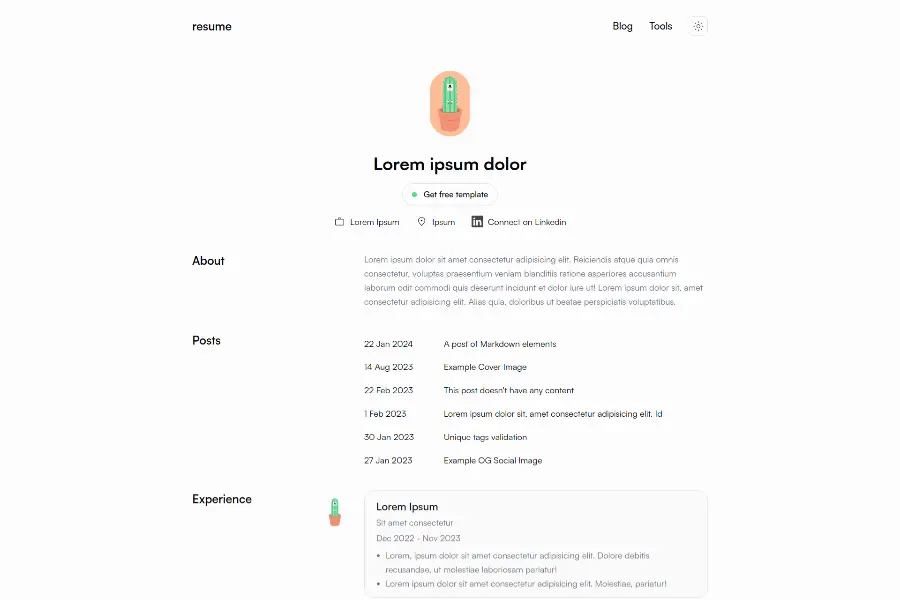 resume
Blog Tools
Lorem ipsum dolor
Get free template
Lorem Ipsum Ipsum Connect on Linkedin
About
Lorem ipsum dolor sit amet consectetur adipisicing elit. Reiciendis atque quia omnis
consectetur, voluptas praesentium veniam blanditiis ratione asperiores accusantium
laborum odit commodi quis deserunt incidunt et dolor iure ut! Lorem ipsum dolor sit, amet
consectetur adipisicing elit. Alias quia, doloribus ut beatae perspiciatis voluptatibus.
Posts
22 Jan 2024 A post of Markdown elements
14 Aug 2023 Example Cover Image
22 Feb 2023 This post doesn't have any content
1 Feb 2023 Lorem ipsum dolor sit, amet consectetur adipisicing elit. Id
30 Jan 2023 Unique tags validation
27 Jan 2023 Example OG Social Image
Experience
Lorem Ipsum
Sit amet consectetur
Dec 2022 - Nov 2023
• Lorem, ipsum dolor sit amet consectetur adipisicing elit. Dolore debitis
recusandae, ut molestiae laboriosam pariatur!
• Lorem ipsum dolor sit amet consectetur adipisicing elit. Molestiae, pariatur!